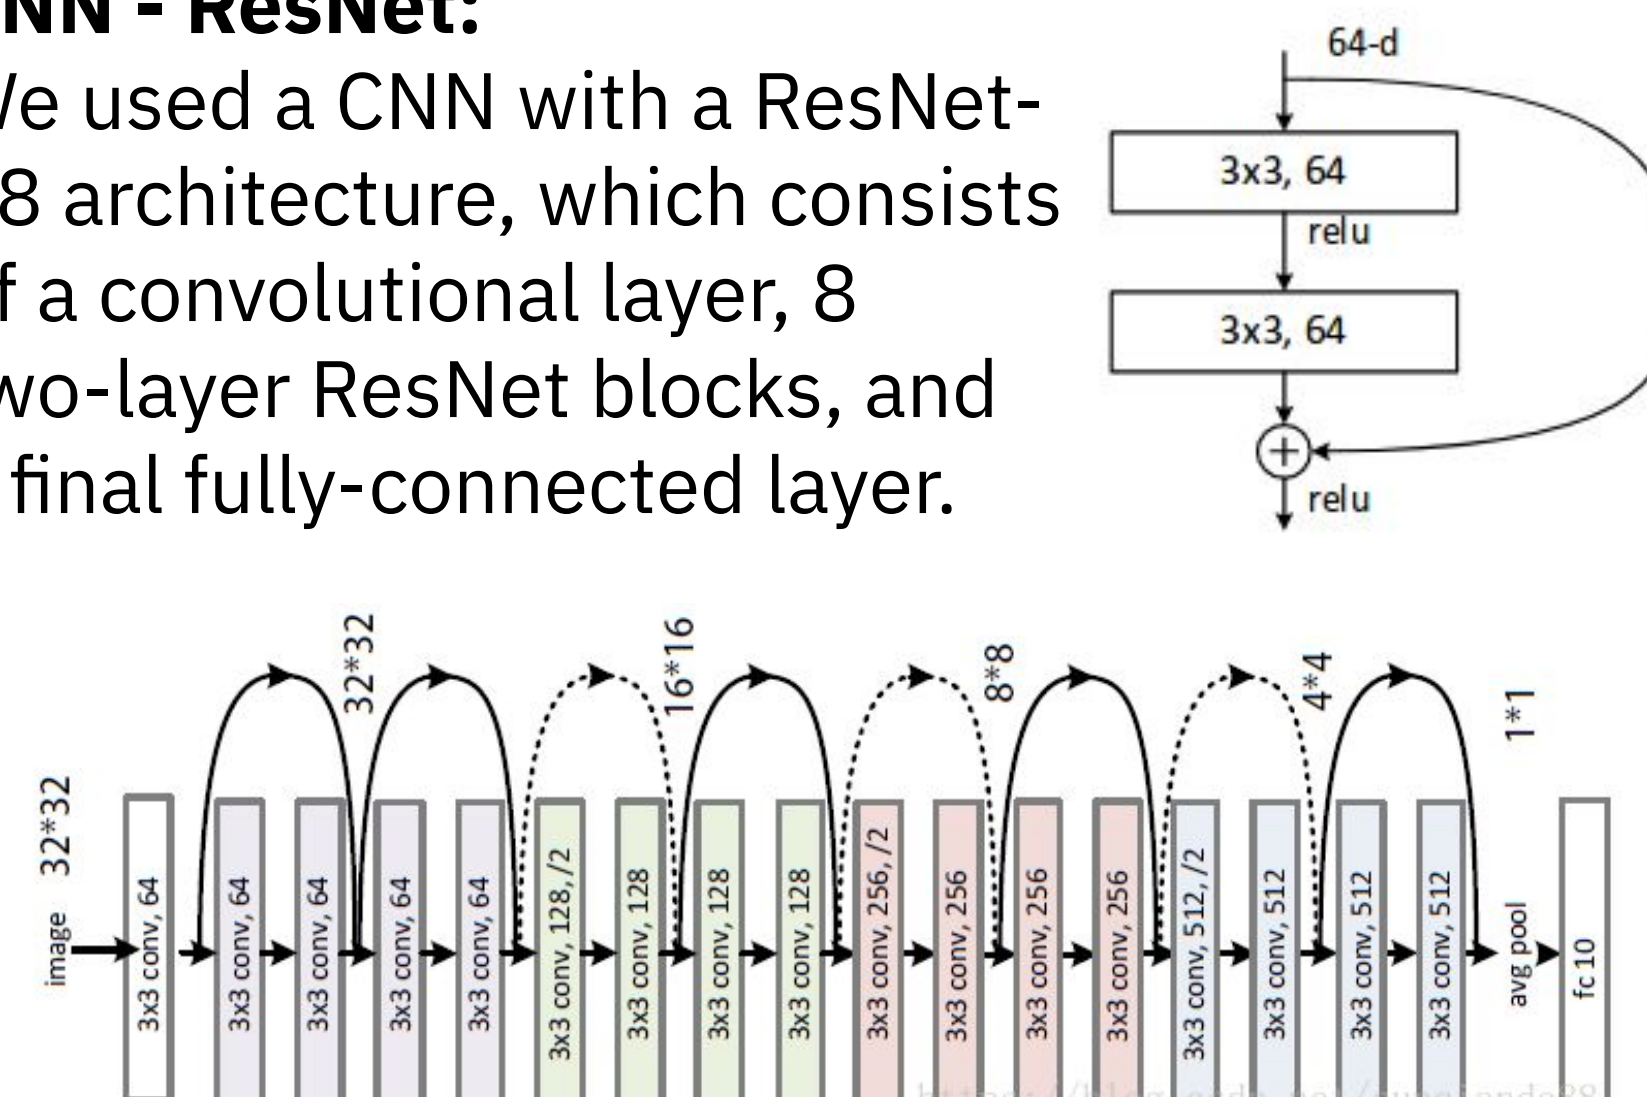 NN - ResNet:
We used a CNN with a ResNet-
8 architecture, which consists
f a convolutional layer, 8
wo-layer ResNet blocks, and
final fully-connected layer.
64-d
3x3, 64
relu
3x3, 64
+
relu
32*32
16*16
8*8
4*4
1*1
image 32*32
3x3 conv, 64
3x3 conv, 64
3x3 conv, 64
3x3 conv, 64
3x3 conv, 64
3x3 conv, 128, /2
3x3 conv, 128
3x3 conv, 128
3x3 conv, 128
3x3 conv, 256, /2
3x3 conv, 256
3x3 conv, 256
3x3 conv, 256
3x3 conv, 512, /2
3x3 conv, 512
3x3 conv, 512
3x3 conv, 512
avg pool
fc 10